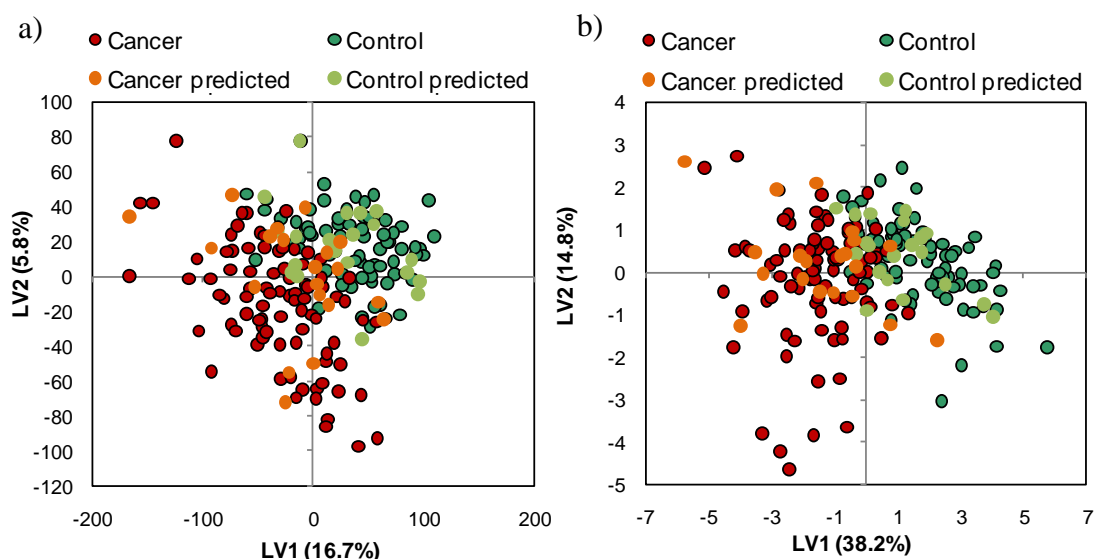 a)
Cancer
Control
Cancer predicted
Control predicted
100
80
60
40
20
0
-20
-40
-60
-80
-100
-120
LV2 (5.8%)
-200
-100
0
100
200
LV1 (16.7%)
b)
Cancer
Control
Cancer predicted
Control predicted
4
3
2
1
0
-1
-2
-3
-4
-5
LV2 (14.8%)
-7
-5
-3
-1
1
3
5
7
LV1 (38.2%)